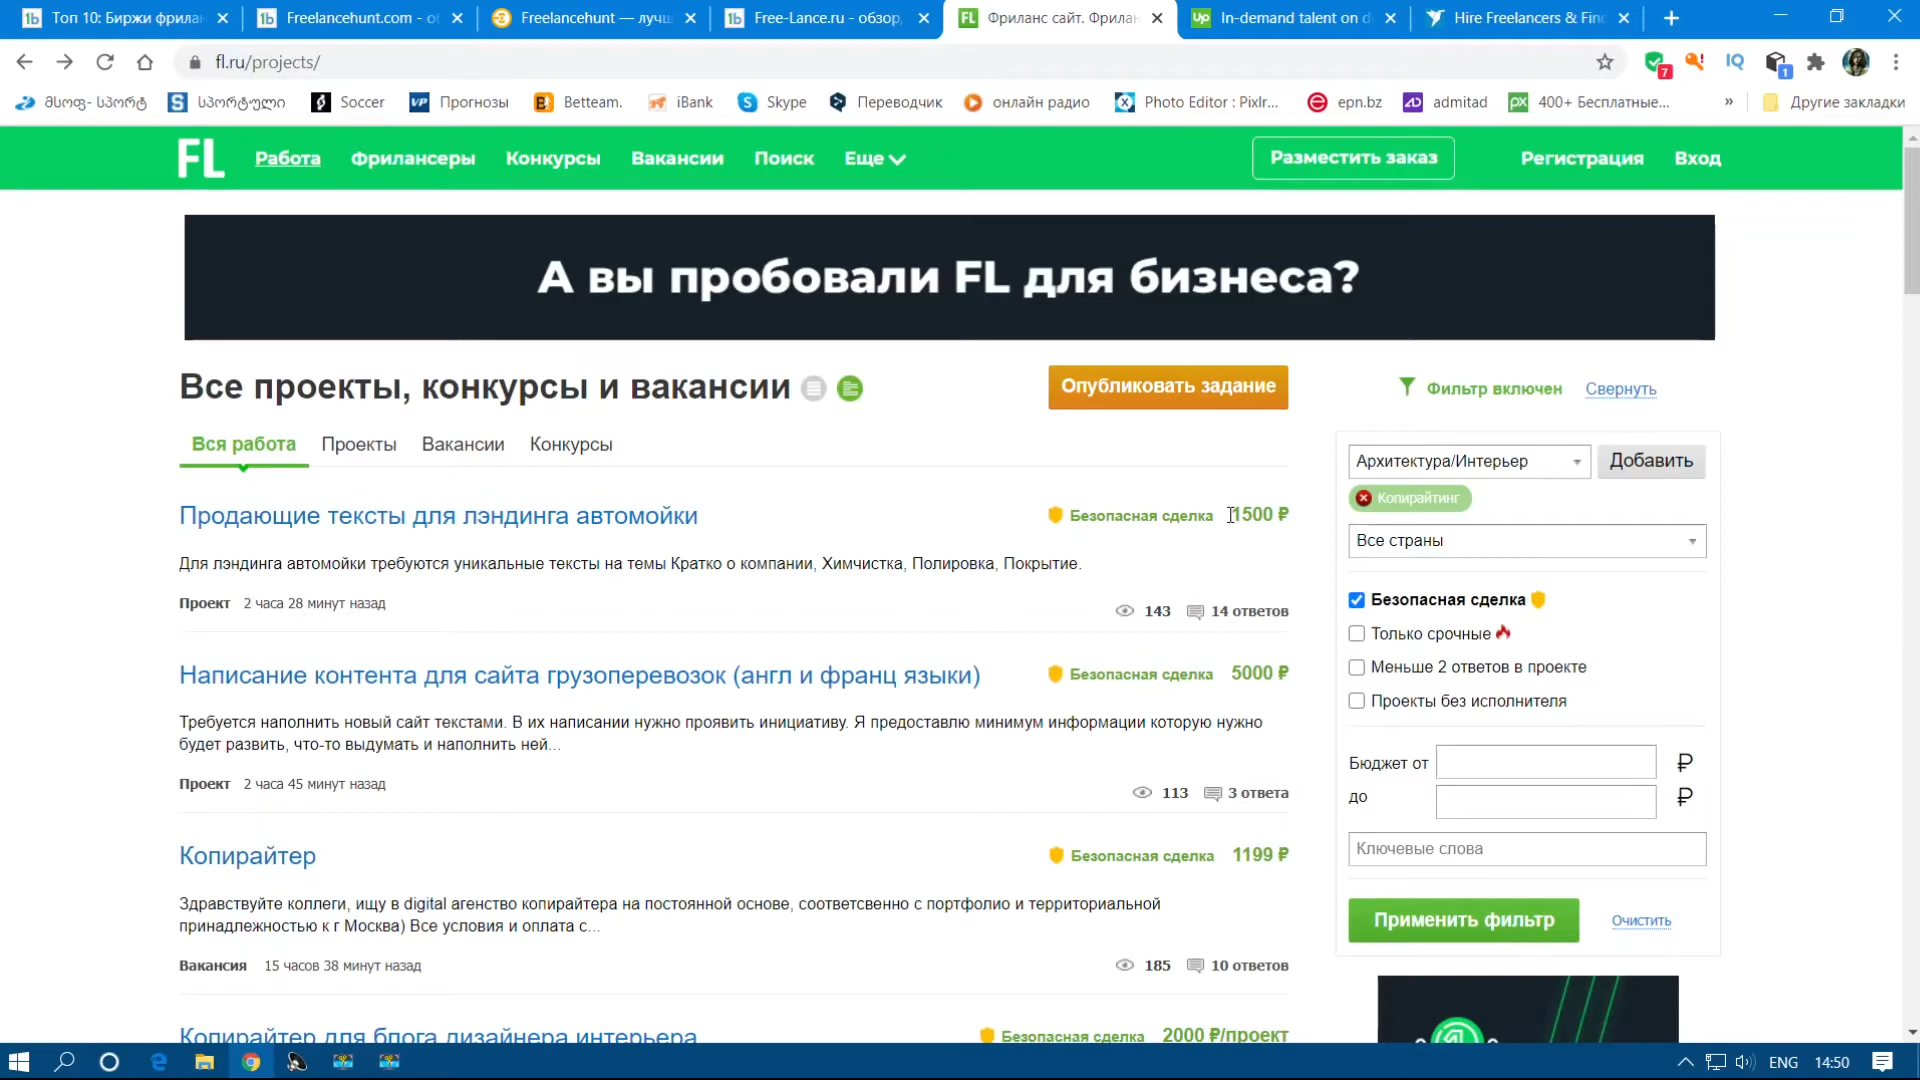 Топ 10: Биржи фрилан
Freelancehunt.com - о
Freelancehunt — лучш
Free-Lance.ru - обзор,
Фриланс сайт. Фрилан
In-demand talent on d
Hire Freelancers & Find
fl.ru/projects/
7
IQ
1
მსოფ- სპორტ
სპორტული
Soccer
Прогнозы
Betteam.
iBank
Skype
Переводчик
онлайн радио
Photo Editor : Pixlr...
epn.bz
admitad
400+ Бесплатные...
»
Другие закладки
FL
Работа
Фрилансеры
Конкурсы
Вакансии
Поиск
Еще
Разместить заказ
Регистрация
Вход
А вы пробовали FL для бизнеса?
Все проекты, конкурсы и вакансии
Опубликовать задание
Фильтр включен
Свернуть
Вся работа
Проекты
Вакансии
Конкурсы
Продающие тексты для лэндинга автомойки
Безопасная сделка 1500 ₽
Для лэндинга автомойки требуются уникальные тексты на темы Кратко о компании, Химчистка, Полировка, Покрытие.
Проект 2 часа 28 минут назад
143 14 ответов
Написание контента для сайта грузоперевозок (англ и франц языки)
Безопасная сделка 5000 ₽
Требуется наполнить новый сайт текстами. В их написании нужно проявить инициативу. Я предоставлю минимум информации которую нужно
будет развить, что-то выдумать и наполнить ней...
Проект 2 часа 45 минут назад
113 3 ответа
Копирайтер
Безопасная сделка 1199 ₽
Здравствуйте коллеги, ищу в digital агенство копирайтера на постоянной основе, соответсвенно с портфолио и территориальной
принадлежностью к г Москва) Все условия и оплата с...
Вакансия 15 часов 38 минут назад
185 10 ответов
Копирайтер для блога дизайнера интерьера
Безопасная сделка 2000 ₽/проект
Архитектура/Интерьер
Добавить
Копирайтинг
Все страны
Безопасная сделка
Только срочные
Меньше 2 ответов в проекте
Проекты без исполнителя
Бюджет от ₽
до ₽
Ключевые слова
Применить фильтр
Очистить
ENG 14:50